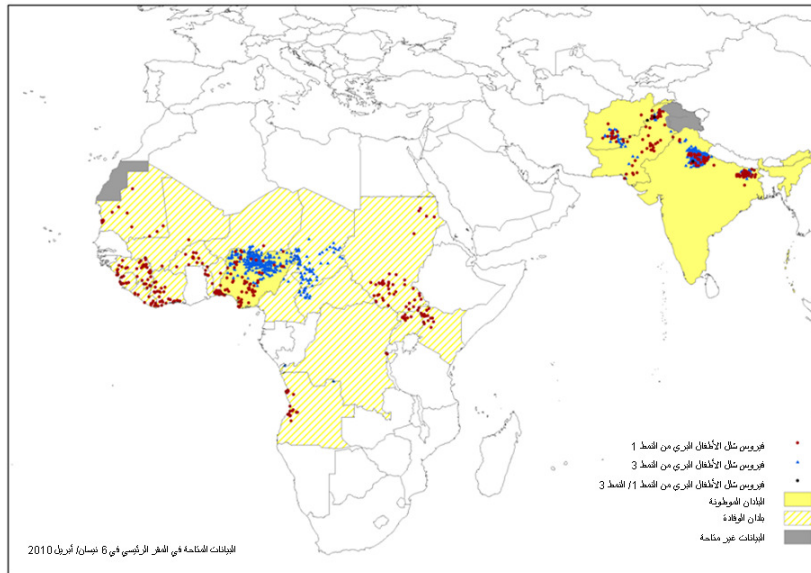 فيروس شلل الأطفال البري من النمط 1
فيروس شلل الأطفال البري من النمط 3
فيروس شلل الأطفال البري من النمط 1/ النمط 3
البلدان الموطونة
بلدان الوفادة
البيانات غير متاحة
البيانات المتاحة في المقر الرئيسي في 6 نيسان/ أبريل 2010